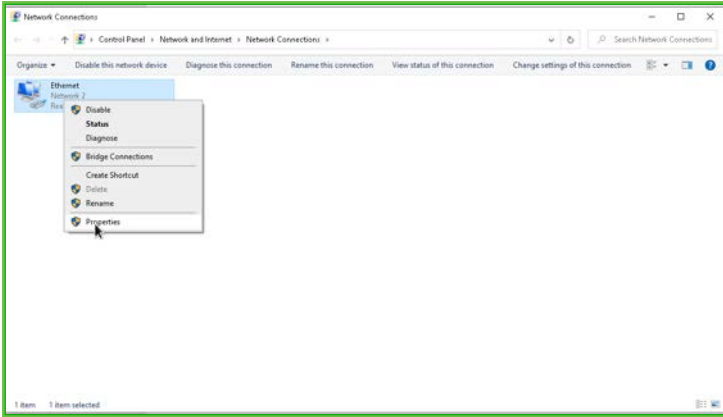 Network Connections
Control Panel › Network and Internet › Network Connections ›
Search Network Connections
Organize Disable this network device Diagnose this connection Rename this connection View status of this connection Change settings of this connection
Ethernet
Network 2
Disable
Status
Diagnose
Bridge Connections
Create Shortcut
Delete
Rename
Properties
1 item 1 item selected